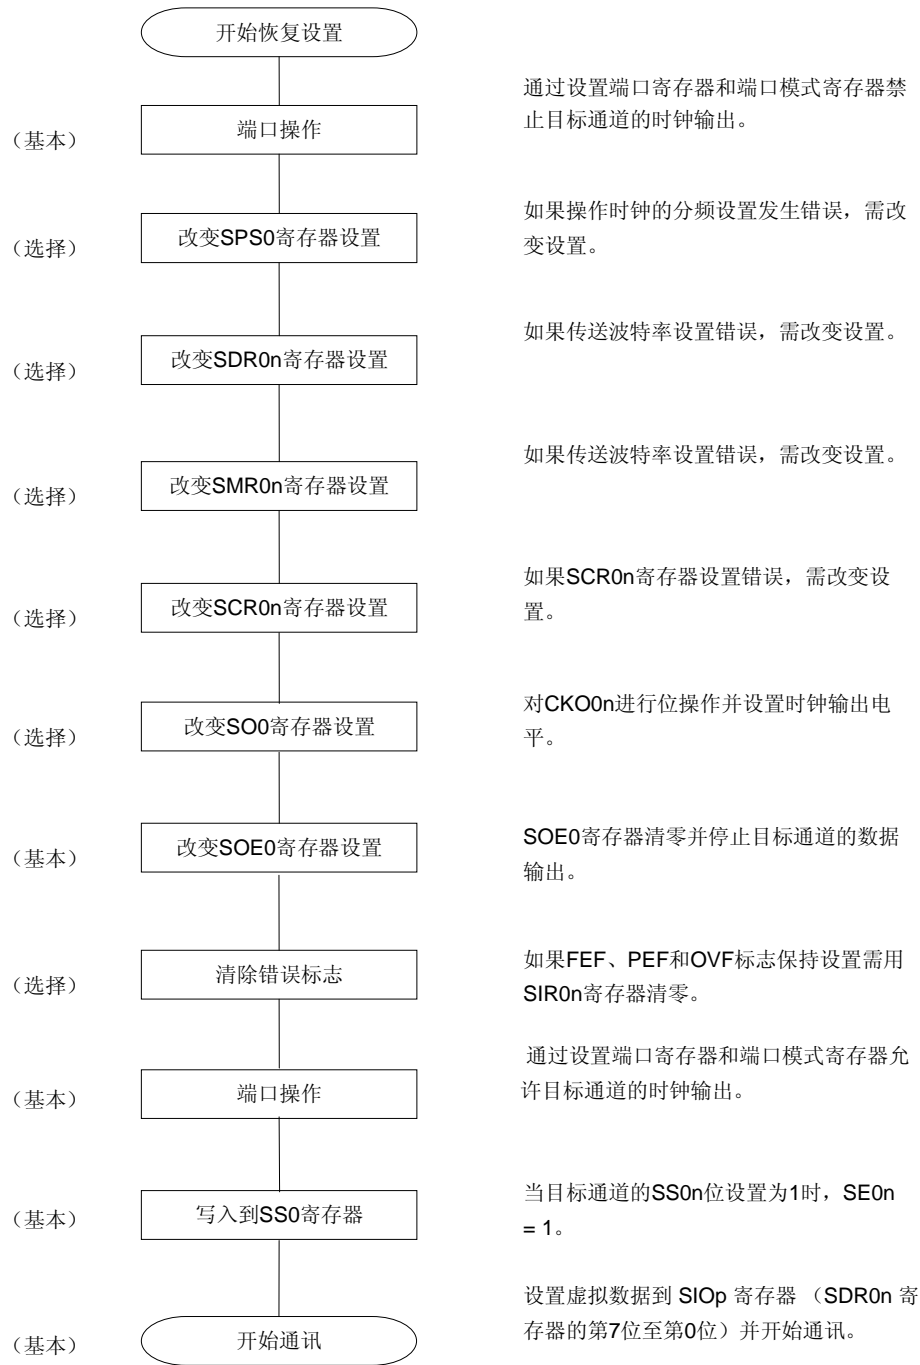 开始恢复设置
通过设置端口寄存器和端口模式寄存器禁
止目标通道的时钟输出。
（基本）
端口操作
如果操作时钟的分频设置发生错误，需改
变设置。
（选择）
改变SPS0寄存器设置
如果传送波特率设置错误，需改变设置。
（选择）
改变SDR0n寄存器设置
如果传送波特率设置错误，需改变设置。
（选择）
改变SMR0n寄存器设置
如果SCR0n寄存器设置错误，需改变设
置。
（选择）
改变SCR0n寄存器设置
对CKO0n进行位操作并设置时钟输出电
平。
（选择）
改变SO0寄存器设置
SOE0寄存器清零并停止目标通道的数据
输出。
（基本）
改变SOE0寄存器设置
如果FEF、PEF和OVF标志保持设置需用
SIR0n寄存器清零。
（选择）
清除错误标志
通过设置端口寄存器和端口模式寄存器允
许目标通道的时钟输出。
（基本）
端口操作
当目标通道的SS0n位设置为1时，SE0n
= 1。
（基本）
写入到SS0寄存器
设置虚拟数据到 SIOp 寄存器 （SDR0n 寄
存器的第7位至第0位）并开始通讯。
（基本）
开始通讯